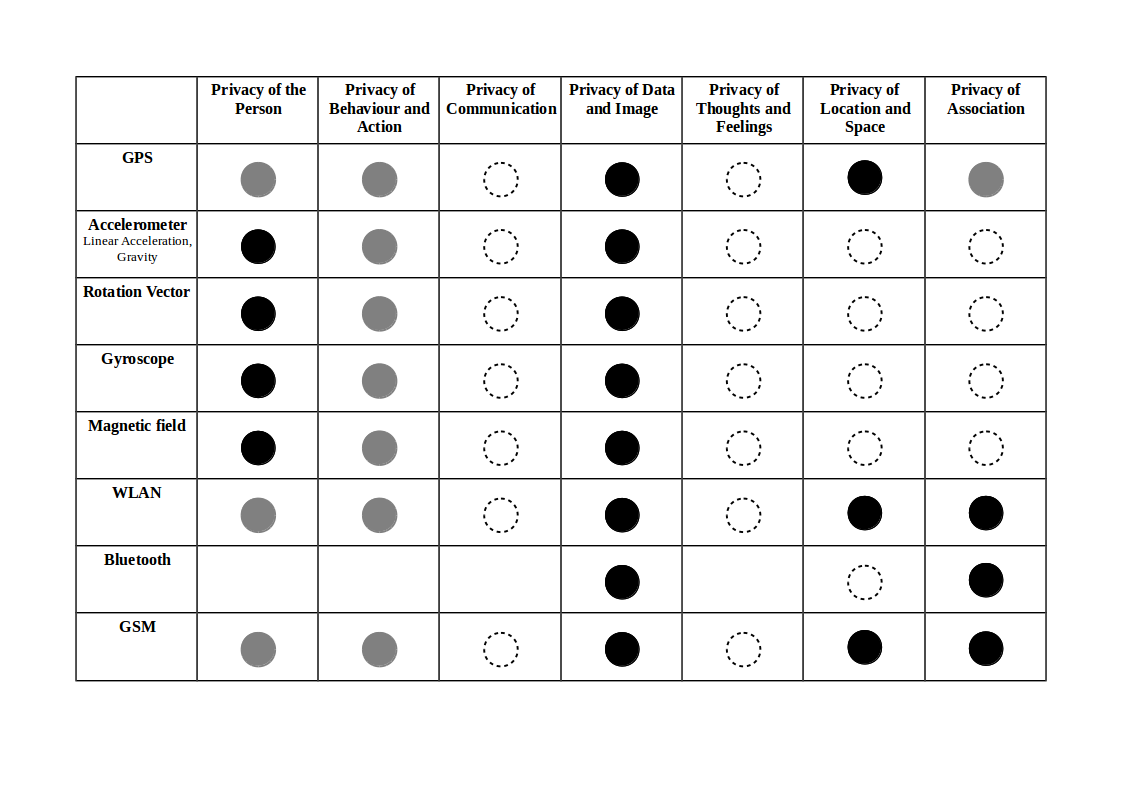 Privacy of the
Person
Privacy of
Behaviour and
Action
Privacy of
Communication
Privacy of Data
and Image
Privacy of
Thoughts and
Feelings
Privacy of
Location and
Space
Privacy of
Association
GPS
Accelerometer
Linear Acceleration,
Gravity
Rotation Vector
Gyroscope
Magnetic field
WLAN
Bluetooth
GSM